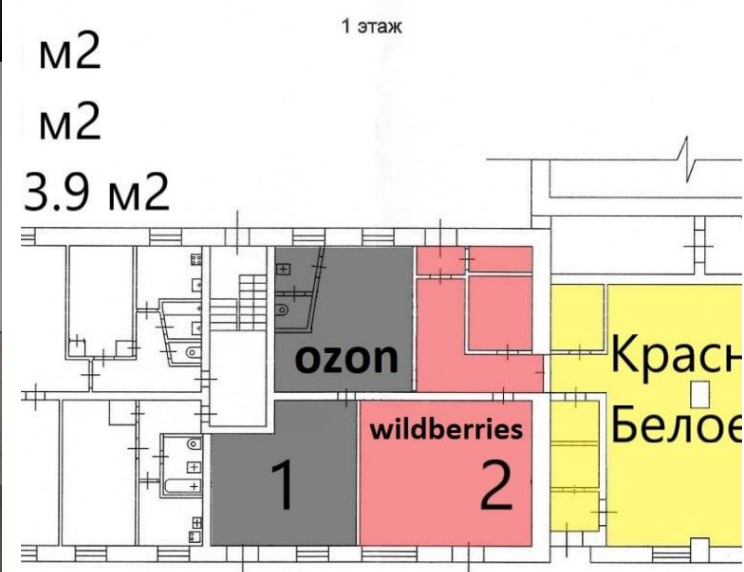 1 этаж
м2
м2
3.9 м2
ozon
wildberries
1
2
Красн
Белое